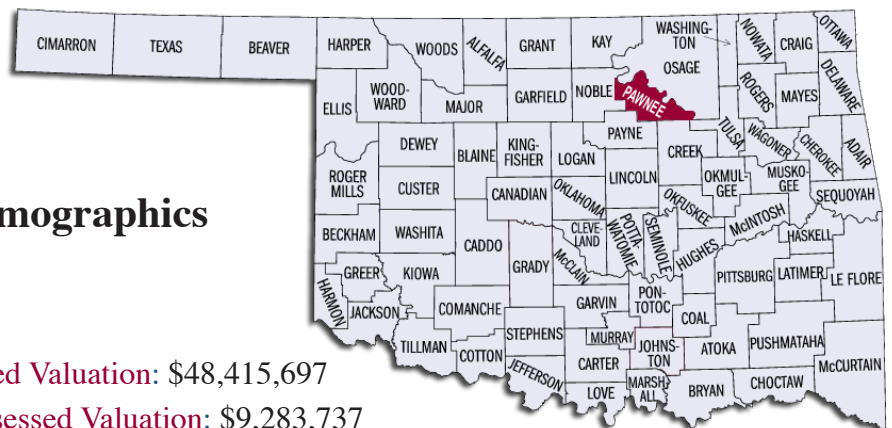 CIMARRON
TEXAS
BEAVER
HARPER
WOODS
ALFALFA
GRANT
KAY
WASHING-
TON
OSAGE
NOWATA
CRAIG
OTTAWA
ELLIS
WOOD-
WARD
MAJOR
GARFIELD
NOBLE
PAWNEE
ROGERS
MAYES
DELAWARE
DEWEY
BLAINE
KING-
FISHER
LOGAN
PAYNE
CREEK
TULSA
WAGONER
CHEROKEE
ADAIR
ROGER
MILLS
CUSTER
CANADIAN
OKLAHOMA
LINCOLN
OKFUSKEE
OKMUL-
GEE
MUSKO-
GEE
SEQUOYAH
mographics
BECKHAM
WASHITA
CADDO
GRADY
CLEVE-
LAND
McCLAIN
POTTA-
WATOMIE
SEMINOLE
HUGHES
McINTOSH
HASKELL
HARMON
GREER
KIOWA
PITTSBURG
LATIMER
LE FLORE
JACKSON
COMANCHE
STEPHENS
GARVIN
PON-
TOTOC
COAL
TILLMAN
COTTON
JEFFERSON
MURRAY
CARTER
JOHNS-
TON
ATOKA
PUSHMATAHA
McCURTAIN
LOVE
MARSH
ALL
BRYAN
CHOCTAW
ed Valuation: $48,415,697
sessed Valuation: $9,283,737